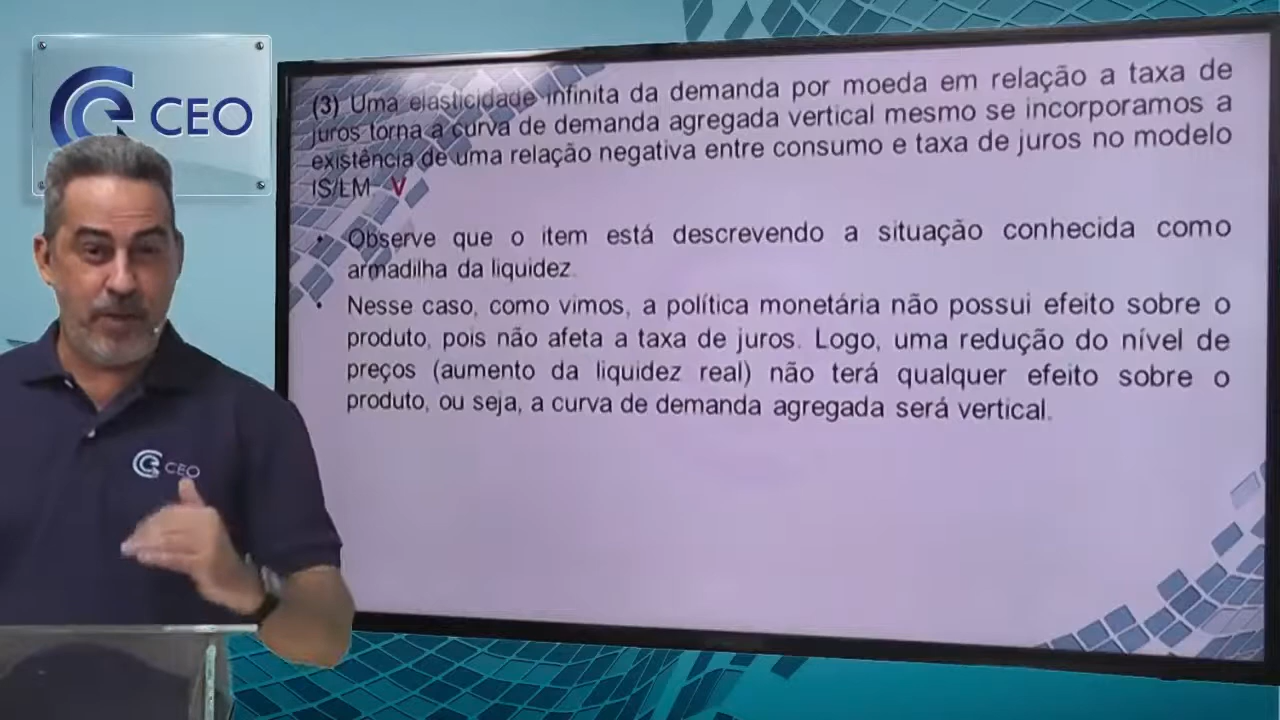 CEO
(3) Uma elasticidade infinita da demanda por moeda em relação a taxa de
juros torna a curva de demanda agregada vertical mesmo se incorporamos a
existência de uma relação negativa entre consumo e taxa de juros no modelo
IS/LM V
• Observe que o item está descrevendo a situação conhecida como
armadilha da liquidez.
• Nesse caso, como vimos, a política monetária não possui efeito sobre o
produto, pois não afeta a taxa de juros. Logo, uma redução do nível de
preços (aumento da liquidez real) não terá qualquer efeito sobre o
produto, ou seja, a curva de demanda agregada será vertical.
CEO